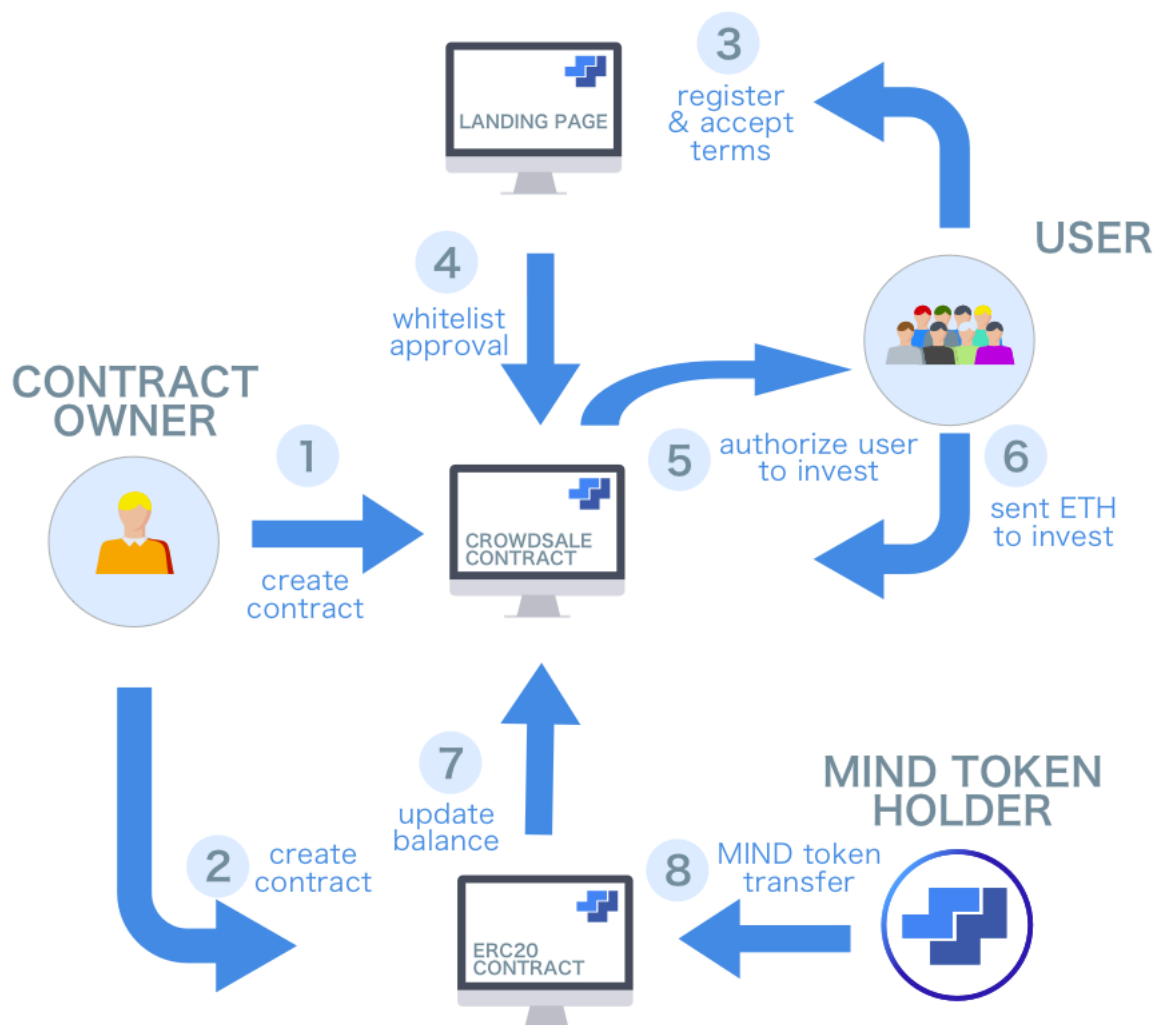 3
register
& accept
terms
LANDING PAGE
USER
4
whitelist
approval
CONTRACT
OWNER
1
create
contract
5
authorize user
to invest
6
sent ETH
to invest
CROWDSALE
CONTRACT
7
update
balance
MIND TOKEN
HOLDER
2
create
contract
8
MIND token
transfer
ERC20
CONTRACT